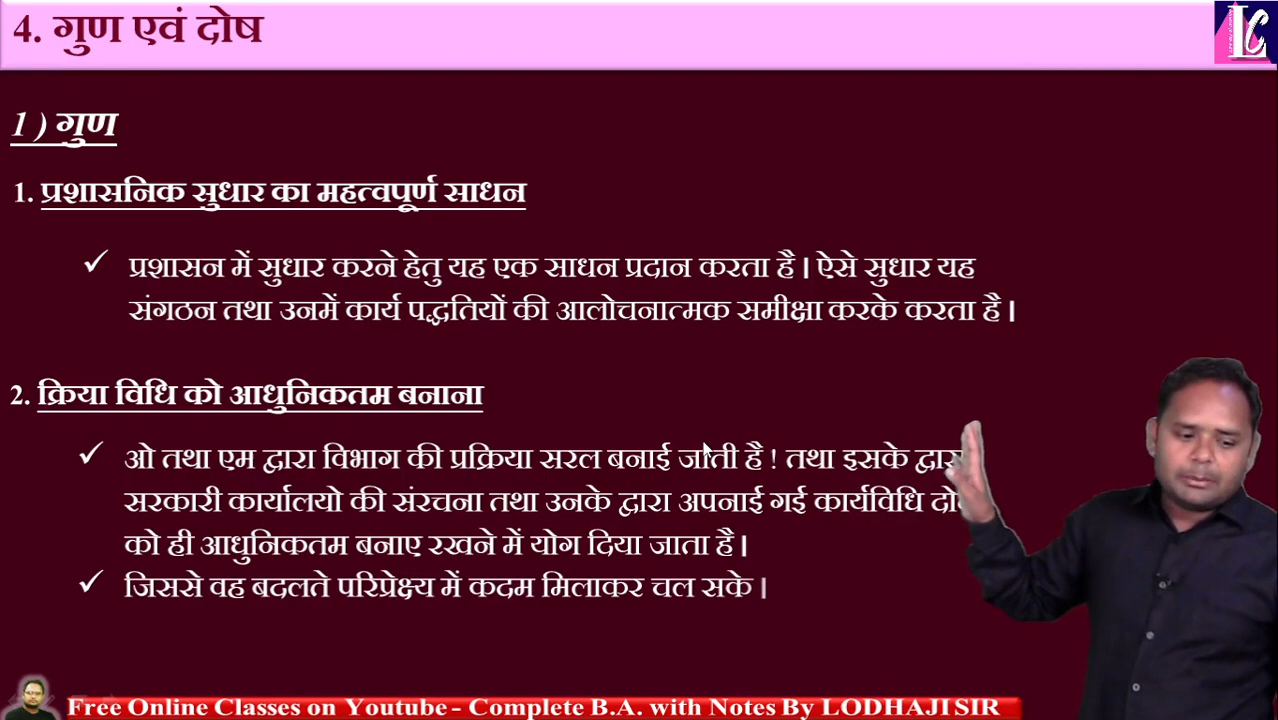 4. गुण एवं दोष
LC
1 ) गुण
1. प्रशासनिक सुधार का महत्वपूर्ण साधन
✓ प्रशासन में सुधार करने हेतु यह एक साधन प्रदान करता है | ऐसे सुधार यह
संगठन तथा उनमें कार्य पद्धतियों की आलोचनात्मक समीक्षा करके करता है |
2. क्रिया विधि को आधुनिकतम बनाना
✓ ओ तथा एम द्वारा विभाग की प्रक्रिया सरल बनाई जाती है ! तथा इसके
सरकारी कार्यालयो की संरचना तथा उनके द्वारा अपनाई गई कार्यविधि
को ही आधुनिकतम बनाए रखने में योग दिया जाता है |
✓ जिससे वह बदलते परिप्रेक्ष्य में कदम मिलाकर चल सके |
Free Online Classes on Youtube - Complete B.A. with Notes By LODHAJI SIR